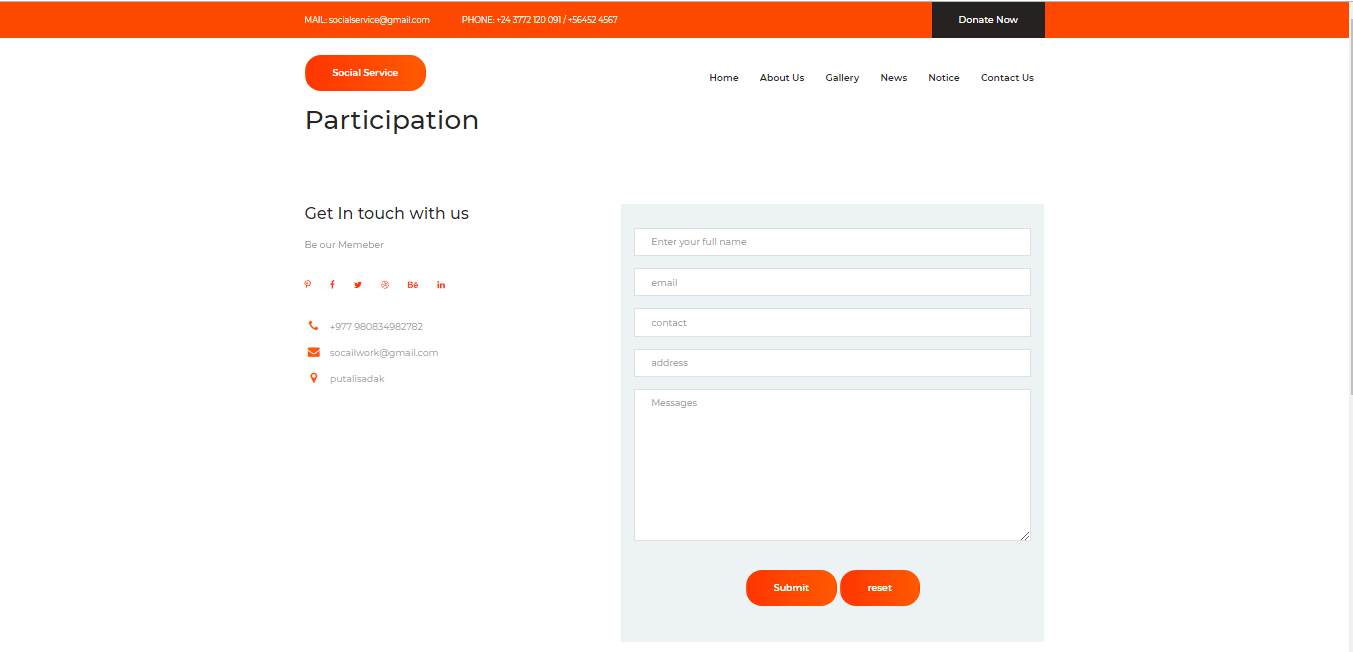 MAIL: socialservice@gmail.com PHONE: +24 3772 120 091 / +56452 4567 Donate Now
Social Service Home About Us Gallery News Notice Contact Us
Participation
Get In touch with us
Be our Memeber
+977 980834982782
socailwork@gmail.com
putalisadak
Enter your full name
email
contact
address
Messages
Submit reset